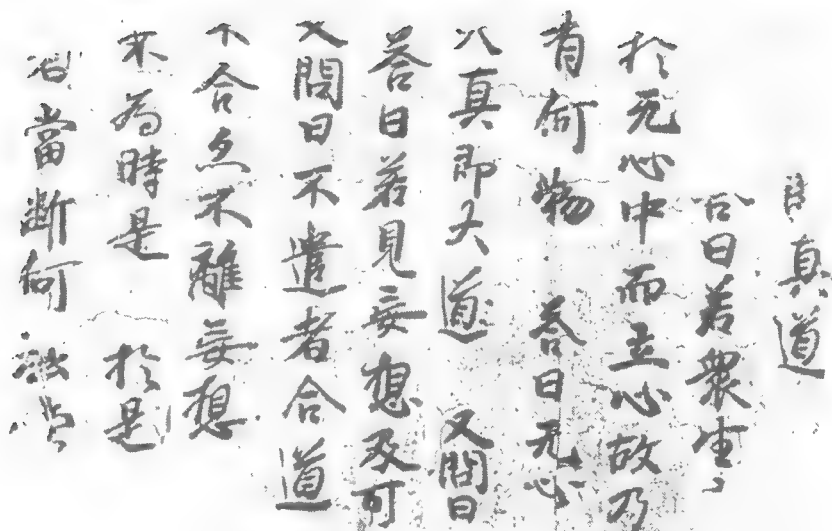 真道
曰若衆生
於无心中而立心故乃
有何物 答曰无心
真即大道 又問曰
答曰若見妄想及可
又問曰不遣者合道
不合亦不離妄想
不為時是 於是
當断何